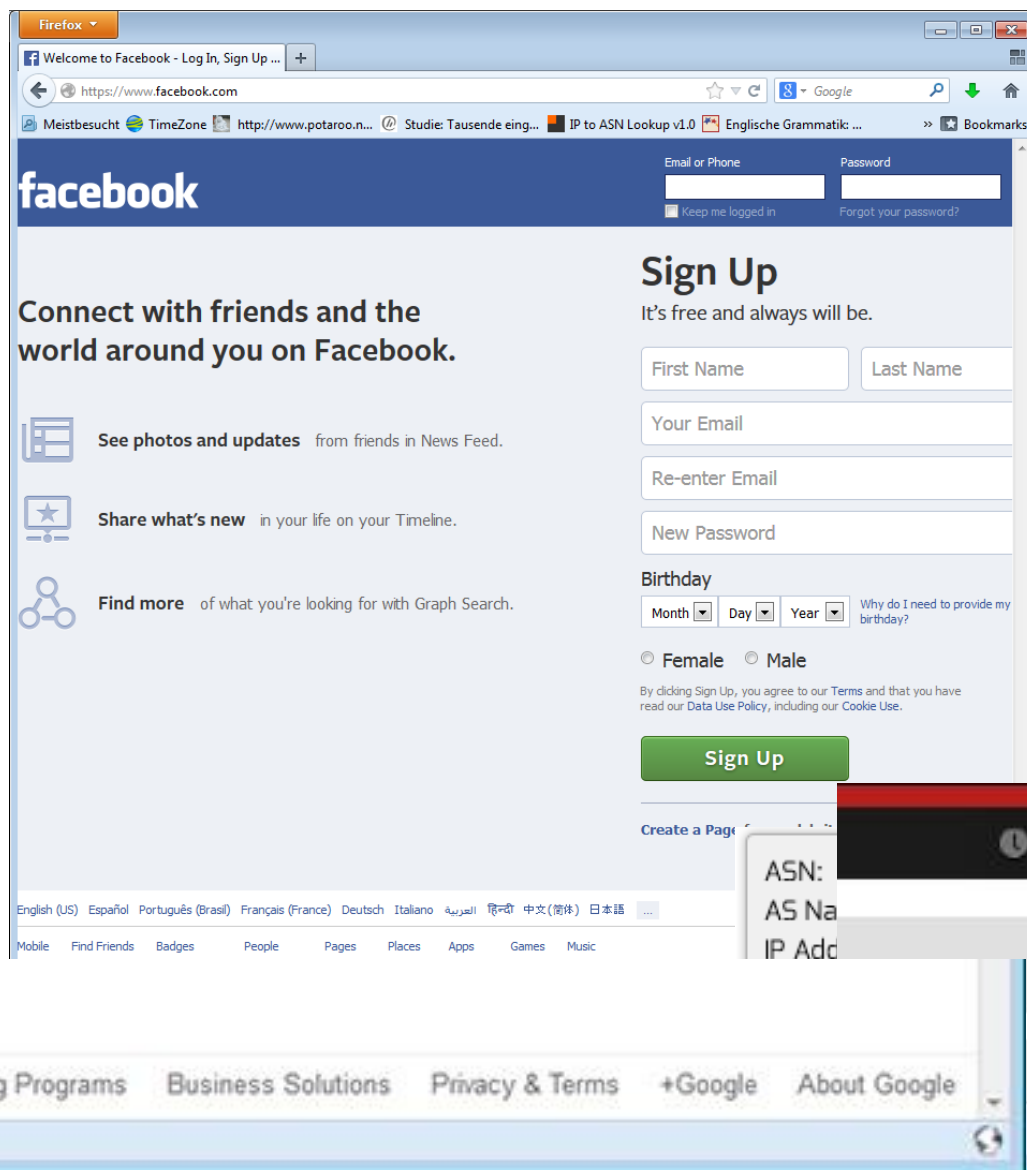 Firefox
Welcome to Facebook - Log In, Sign Up ...
https://www.facebook.com
Google
Meistbesucht TimeZone http://www.potaroo.n... Studie: Tausende eing... IP to ASN Lookup v1.0 Englische Grammatik: ... » Bookmarks
facebook
Email or Phone Password
Keep me logged in Forgot your password?
Sign Up
It's free and always will be.
Connect with friends and the
world around you on Facebook.
First Name Last Name
Your Email
See photos and updates from friends in News Feed.
Re-enter Email
Share what's new in your life on your Timeline.
New Password
Birthday
Month Day Year Why do I need to provide my
birthday?
Find more of what you're looking for with Graph Search.
Female Male
By clicking Sign Up, you agree to our Terms and that you have
read our Data Use Policy, including our Cookie Use.
Sign Up
Create a Page
ASN:
AS Na
IP Add
English (US) Español Português (Brasil) Français (France) Deutsch Italiano العربية हिन्दी 中文(简体) 日本語 ...
Mobile Find Friends Badges People Pages Places Apps Games Music
g Programs Business Solutions Privacy & Terms +Google About Google